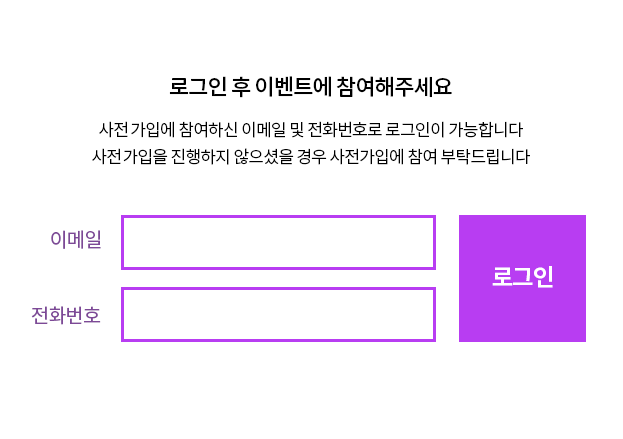 로그인 후 이벤트에 참여해주세요
사전 가입에 참여하신 이메일 및 전화번호로 로그인이 가능합니다
사전가입을 진행하지 않으셨을 경우 사전가입에 참여 부탁드립니다
이메일
로그인
전화번호